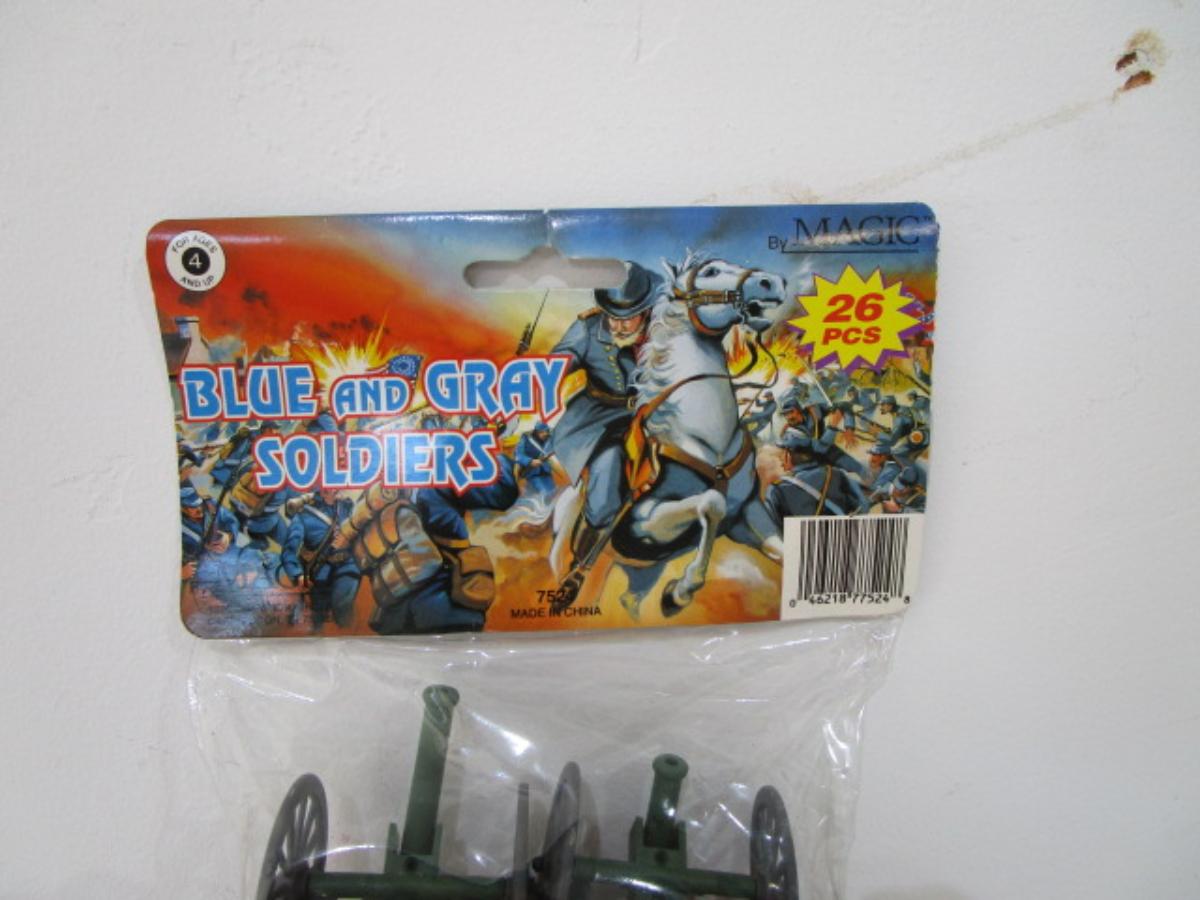 FOR AGES
4
AND UP
By MAGIC™
26
PCS
BLUE AND GRAY
SOLDIERS
MADE IN CHINA
0 46218 77524 8